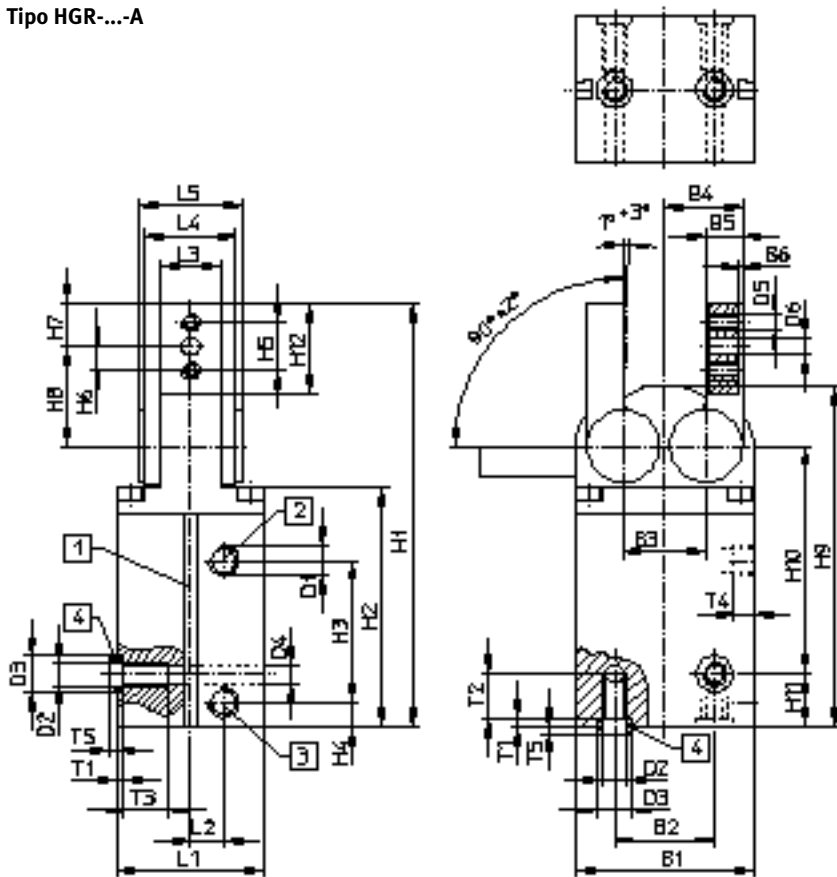 Tipo HGR-...-A
L5
L4
L3
H7
H8
H6
H5
H12
H1
1
2
D1
H3
H2
4
D4
D3
D2
T5
T1
T3
3
H4
L2
L1
B4
1° +3°
B5
B6
D5
D6
90°+2°
B3
T4
H10
H9
H11
T2
T1
T5
4
D2
D3
B2
B1